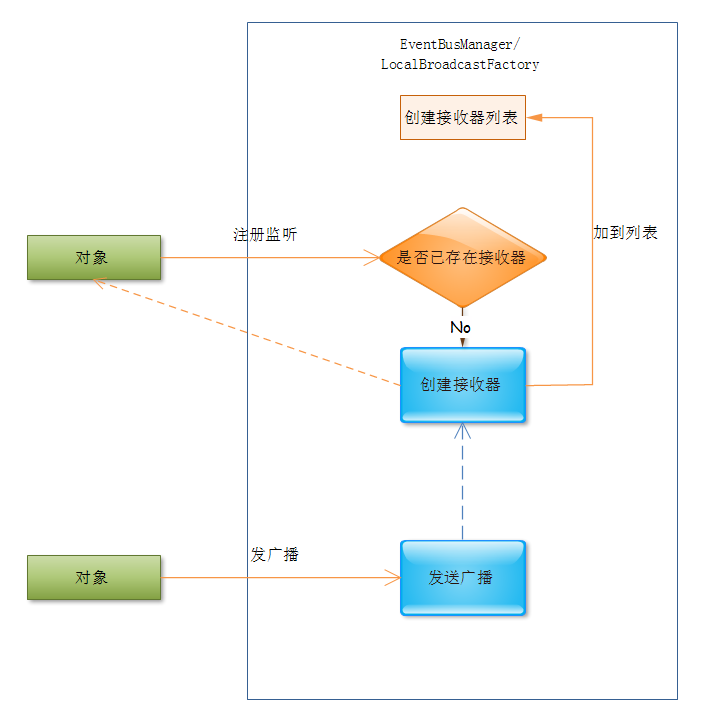 EventBusManager/
LocalBroadcastFactory
创建接收器列表
注册监听
加到列表
对象
是否已存在接收器
No
创建接收器
发广播
对象
发送广播